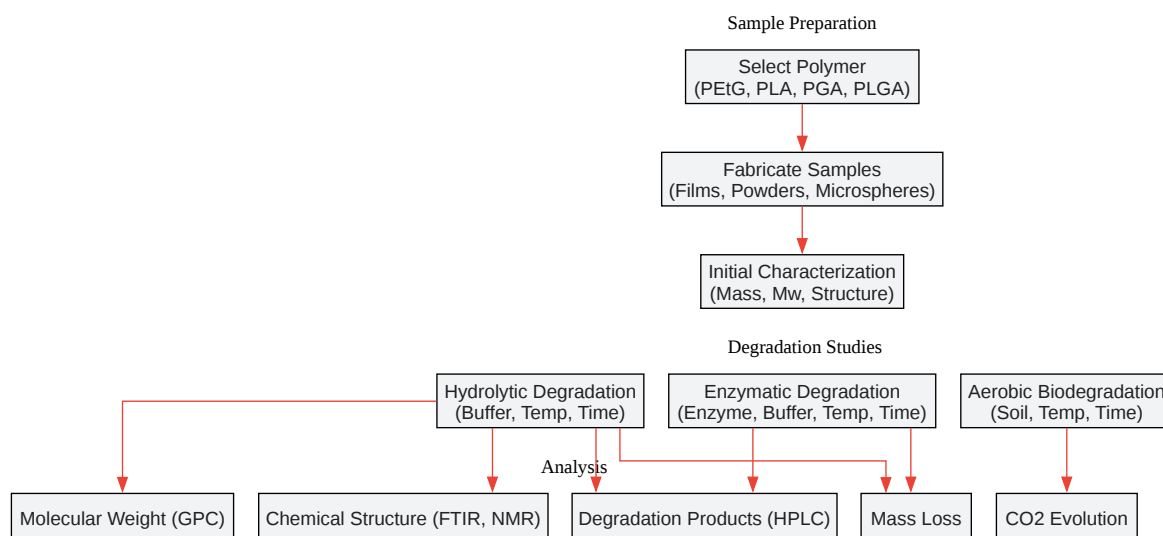 Sample Preparation
Select Polymer
(PEtG, PLA, PGA, PLGA)
Fabricate Samples
(Films, Powders, Microspheres)
Initial Characterization
(Mass, Mw, Structure)
Degradation Studies
Hydrolytic Degradation
(Buffer, Temp, Time)
Enzymatic Degradation
(Enzyme, Buffer, Temp, Time)
Aerobic Biodegradation
(Soil, Temp, Time)
Analysis
Molecular Weight (GPC)
Chemical Structure (FTIR, NMR)
Degradation Products (HPLC)
Mass Loss
CO2 Evolution